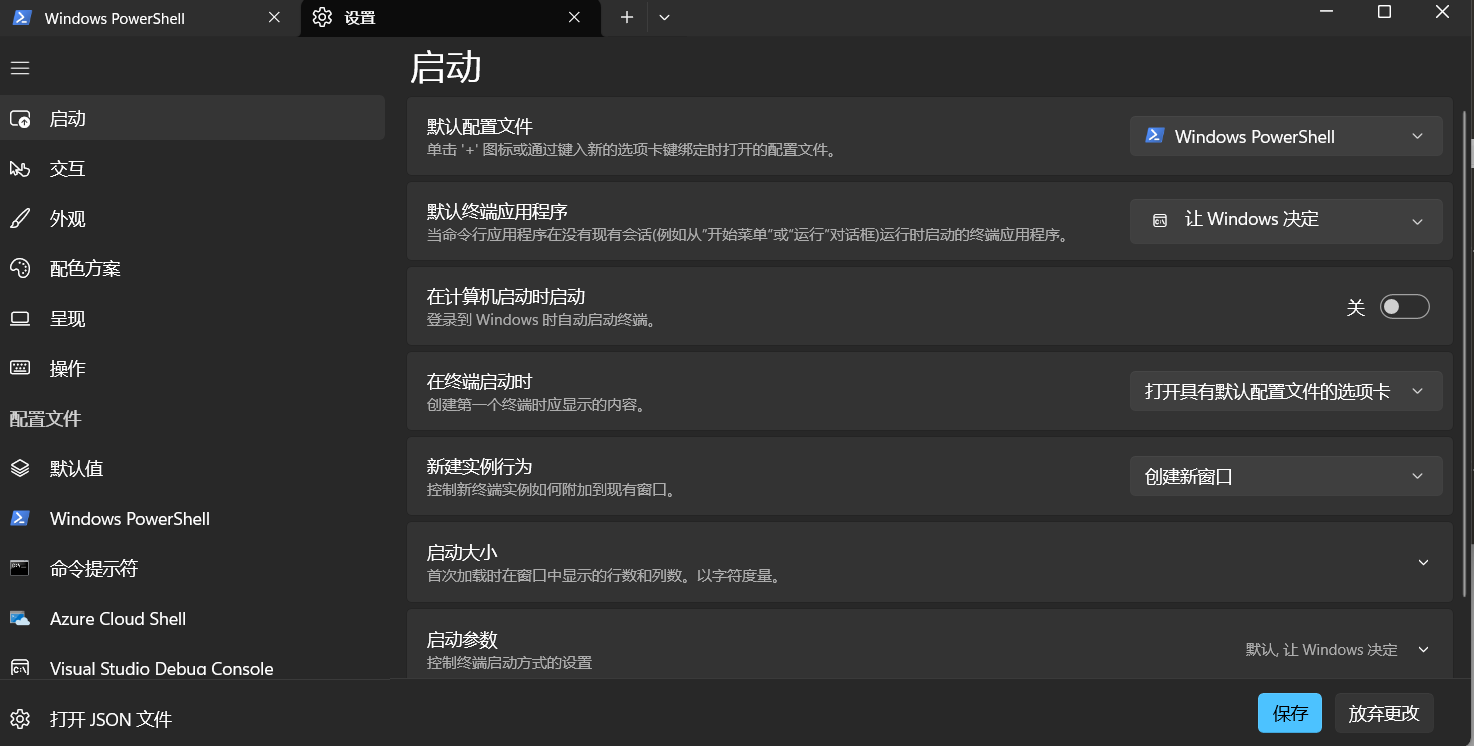 Windows PowerShell
设置
启动
交互
外观
配色方案
呈现
操作
配置文件
默认值
Windows PowerShell
命令提示符
Azure Cloud Shell
Visual Studio Debug Console
打开 JSON 文件
启动
默认配置文件
单击 '+' 图标或通过键入新的选项卡键绑定时打开的配置文件。
Windows PowerShell
默认终端应用程序
当命令行应用程序在没有现有会话(例如从“开始菜单”或“运行”对话框)运行时启动的终端应用程序。
让 Windows 决定
在计算机启动时启动
登录到 Windows 时自动启动终端。
关
在终端启动时
创建第一个终端时应显示的内容。
打开具有默认配置文件的选项卡
新建实例行为
控制新终端实例如何附加到现有窗口。
创建新窗口
启动大小
首次加载时在窗口中显示的行数和列数。以字符度量。
启动参数
控制终端启动方式的设置
默认, 让 Windows 决定
保存
放弃更改